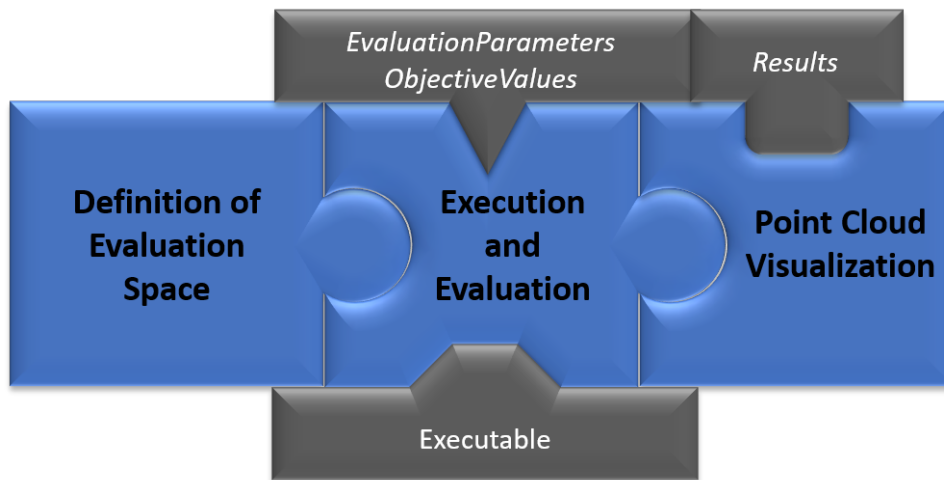 EvaluationParameters
ObjectiveValues
Results
Definition of
Evaluation
Space
Execution
and
Evaluation
Point Cloud
Visualization
Executable